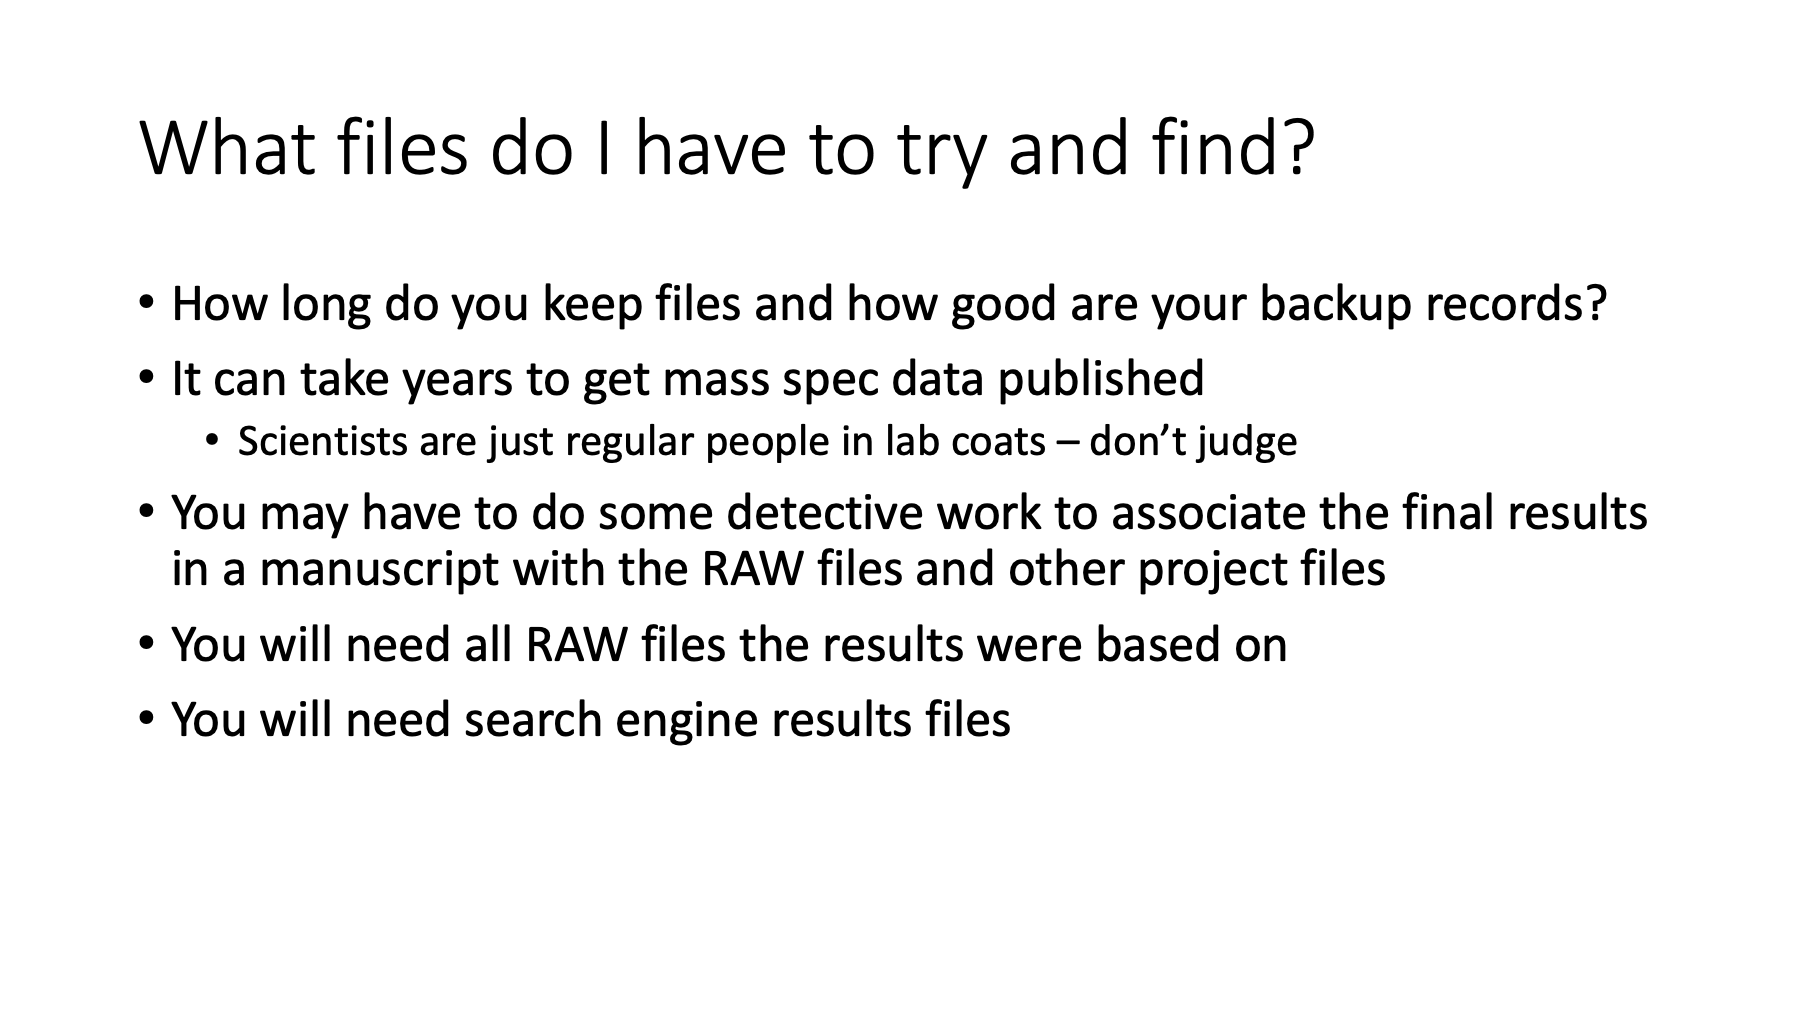 What files do I have to try and find?
• How long do you keep files and how good are your backup records?
• It can take years to get mass spec data published
• Scientists are just regular people in lab coats – don’t judge
• You may have to do some detective work to associate the final results
in a manuscript with the RAW files and other project files
• You will need all RAW files the results were based on
• You will need search engine results files